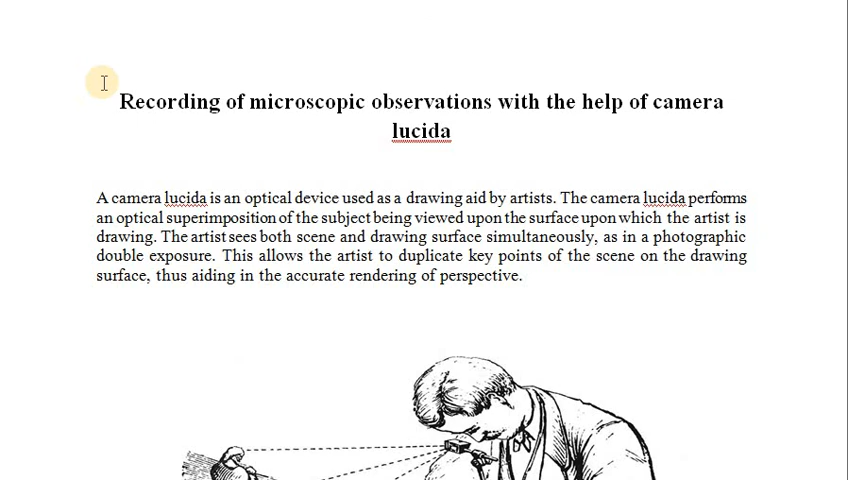 Recording of microscopic observations with the help of camera
lucida
A camera lucida is an optical device used as a drawing aid by artists. The camera lucida performs
an optical superimposition of the subject being viewed upon the surface upon which the artist is
drawing. The artist sees both scene and drawing surface simultaneously, as in a photographic
double exposure. This allows the artist to duplicate key points of the scene on the drawing
surface, thus aiding in the accurate rendering of perspective.